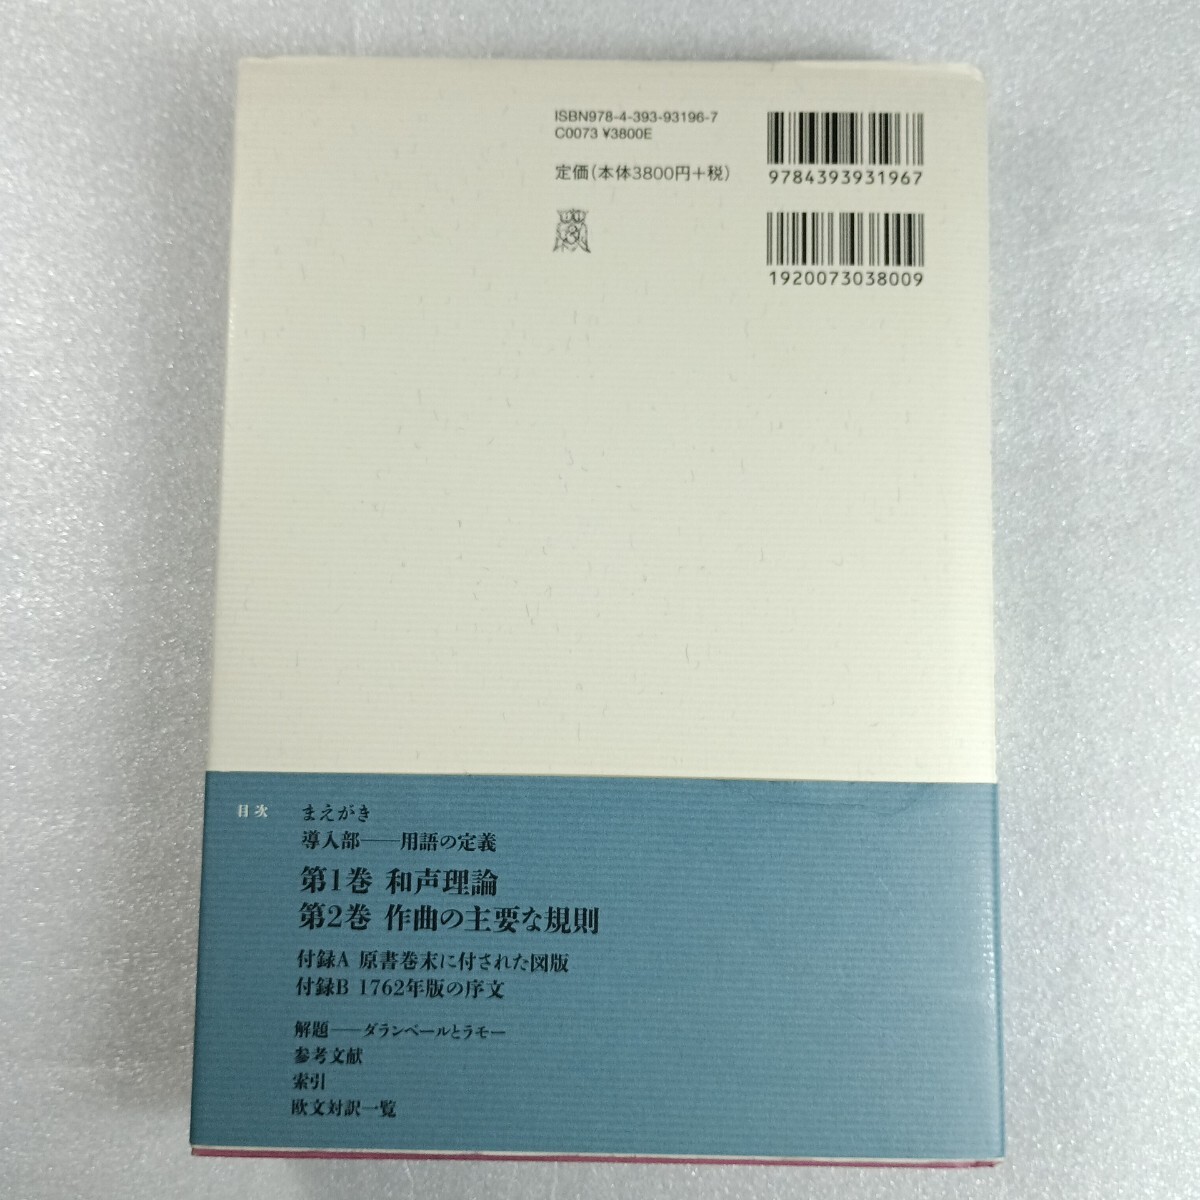 ISBN978-4-393-93196-7
C0073 ¥3800E
定価(本体3800円+税)
9784393931967
1920073038009
目次 まえがき
導入部──用語の定義
第1巻 和声理論
第2巻 作曲の主要な規則
付録A 原書巻末に付された図版
付録B 1762年版の序文
解題──ダランベールとラモー
参考文献
索引
欧文対訳一覧